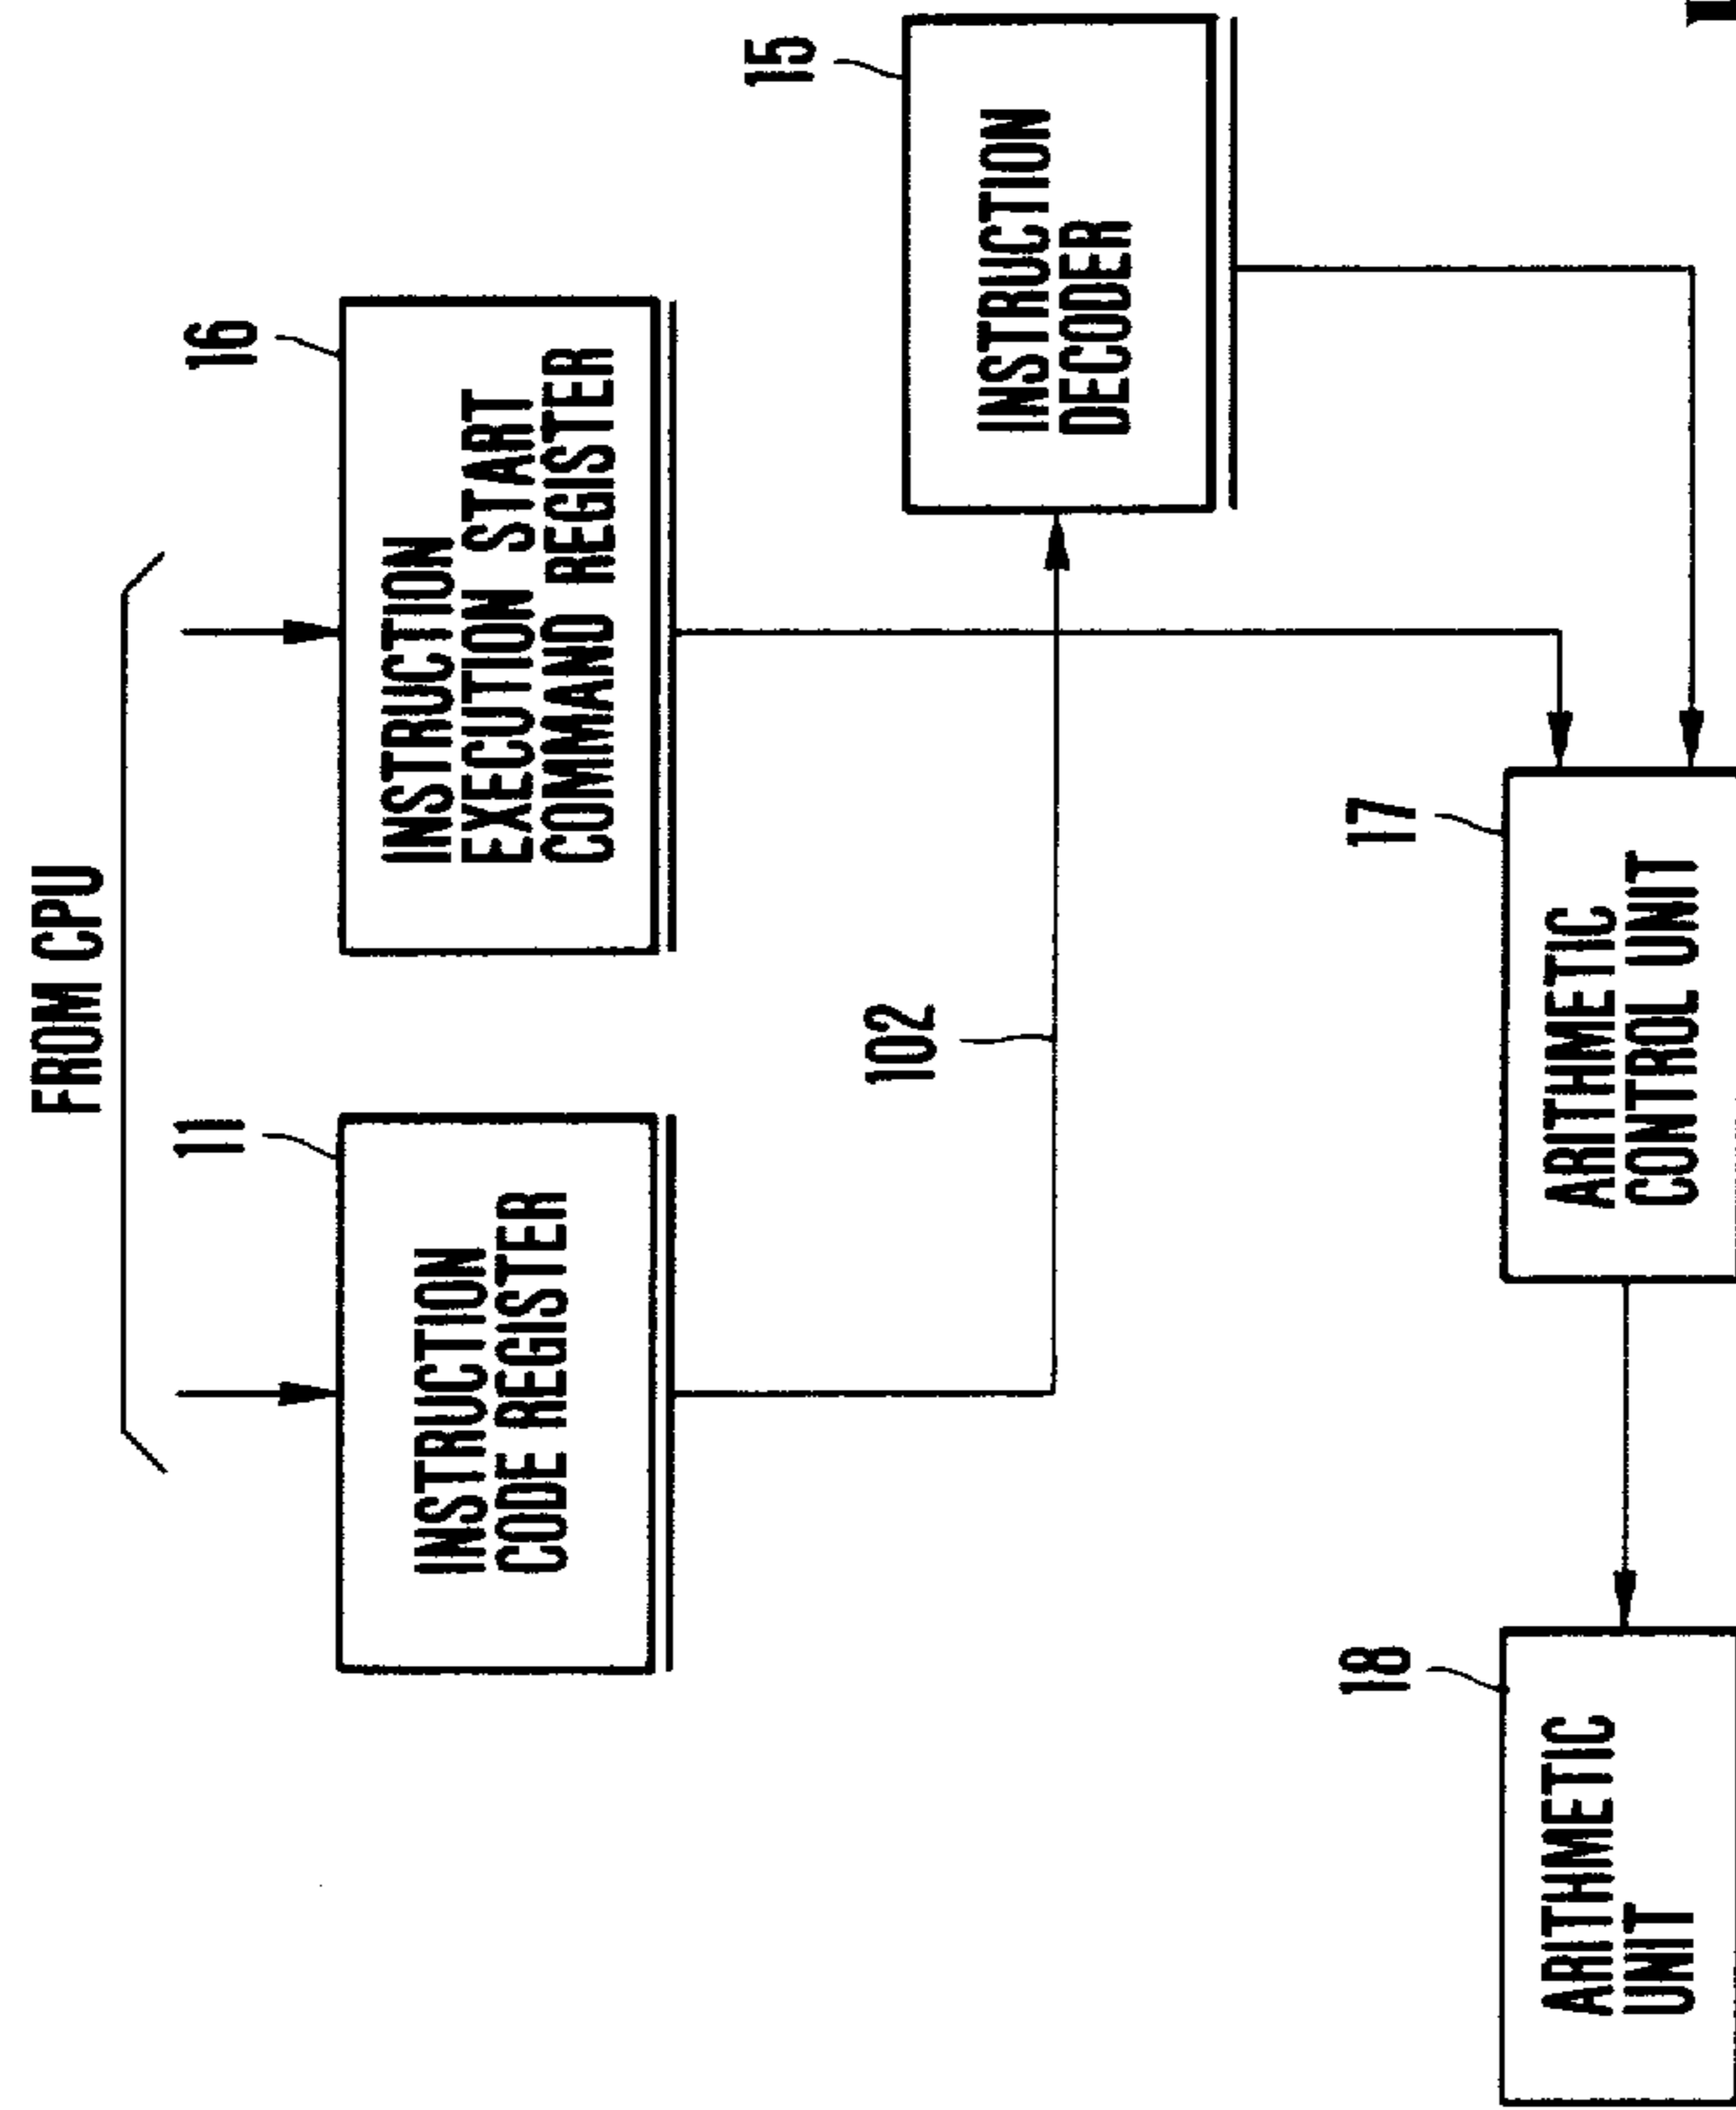 FROM CPU
11
INSTRUCTION
CODE REGISTER
16
INSTRUCTION
EXECUTION START
COMMAND REGISTER
102
15
INSTRUCTION
DECODER
18
ARITHMETIC
UNIT
17
ARITHMETIC
CONTROL UNIT